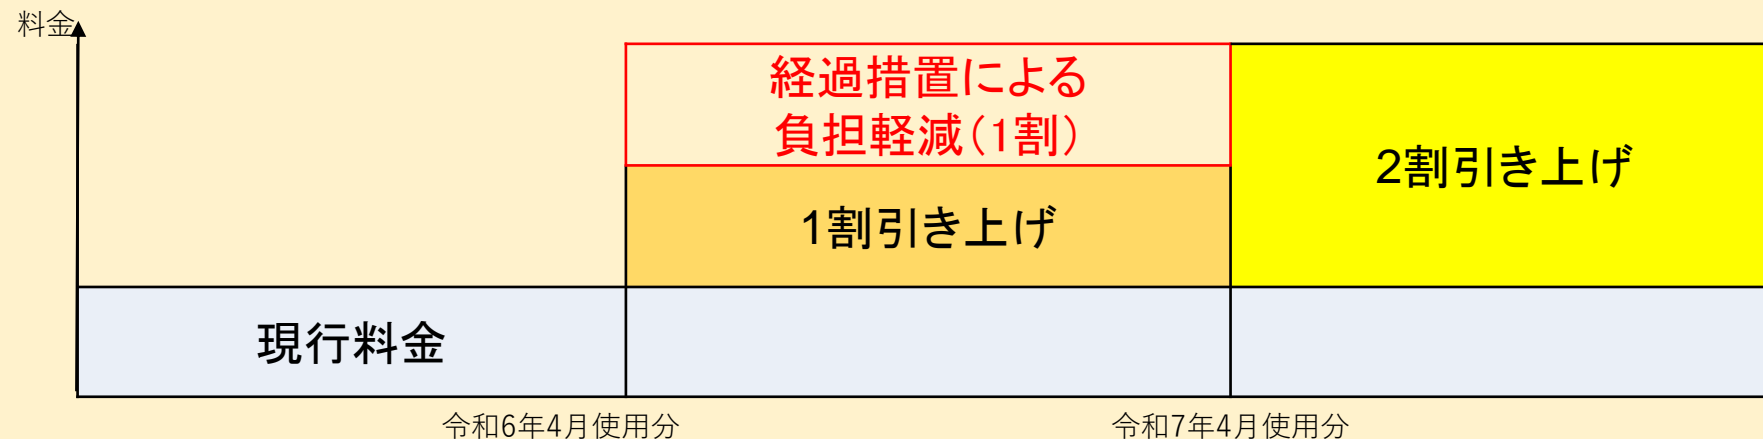 料金
経過措置による
負担軽減（1割）
2割引き上げ
1割引き上げ
現行料金
令和6年4月使用分
令和7年4月使用分